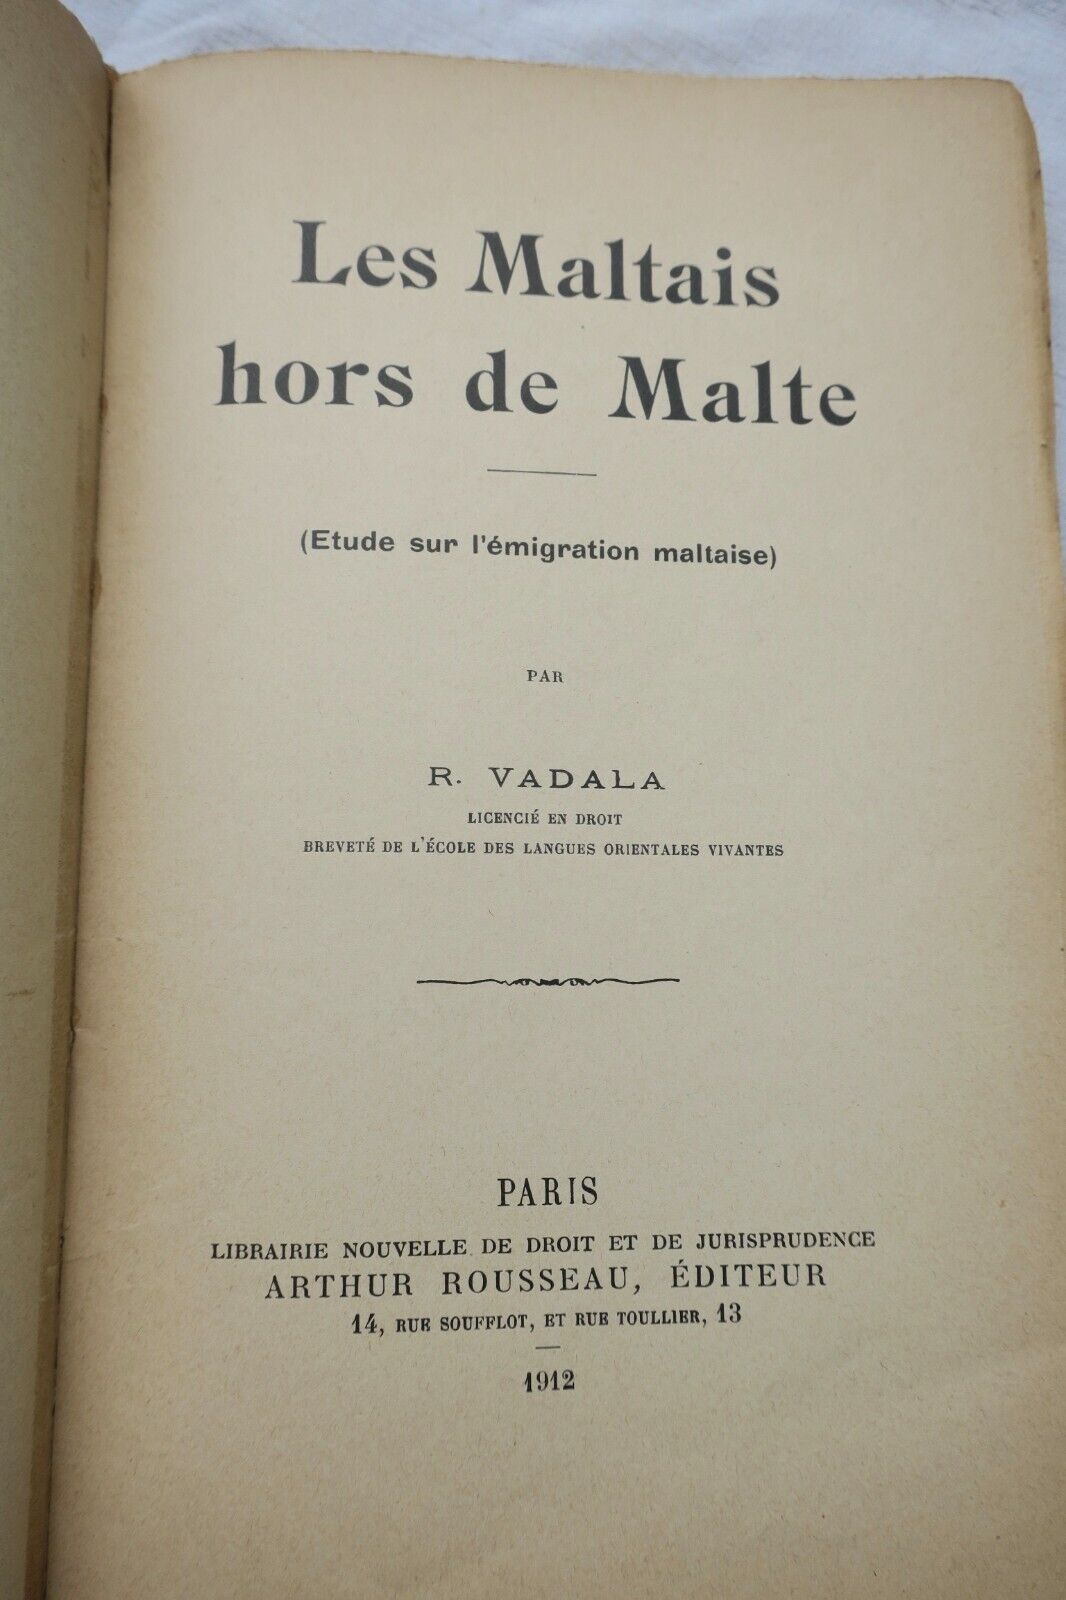 Les Maltais
hors de Malte
(Etude sur l'émigration maltaise)
PAR
R. VADALA
LICENCIÉ EN DROIT
BREVETÉ DE L'ÉCOLE DES LANGUES ORIENTALES VIVANTES
PARIS
LIBRAIRIE NOUVELLE DE DROIT ET DE JURISPRUDENCE
ARTHUR ROUSSEAU, ÉDITEUR
14, RUE SOUFFLOT, ET RUE TOULLIER, 13
1912